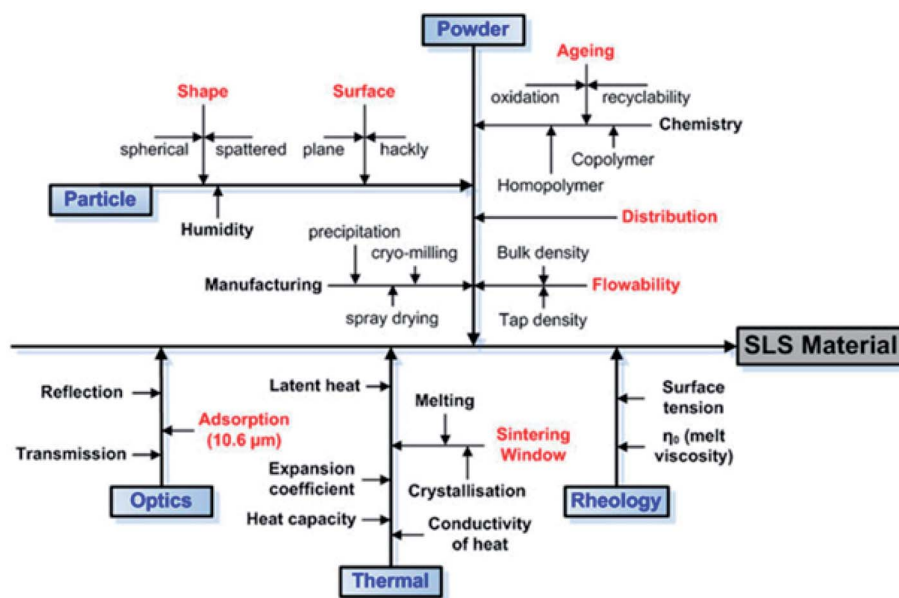 Powder
Ageing
oxidation
recyclability
Shape
Surface
Chemistry
spherical
spattered
plane
hackly
Copolymer
Homopolymer
Particle
Humidity
Distribution
precipitation
cryo-milling
Bulk density
Manufacturing
Flowability
spray drying
Tap density
SLS Material
Reflection
Latent heat
Melting
Surface
tension
Adsorption
(10.6 µm)
Sintering
Window
η₀ (melt
viscosity)
Transmission
Expansion
coefficient
Crystallisation
Optics
Rheology
Heat capacity
Conductivity
of heat
Thermal